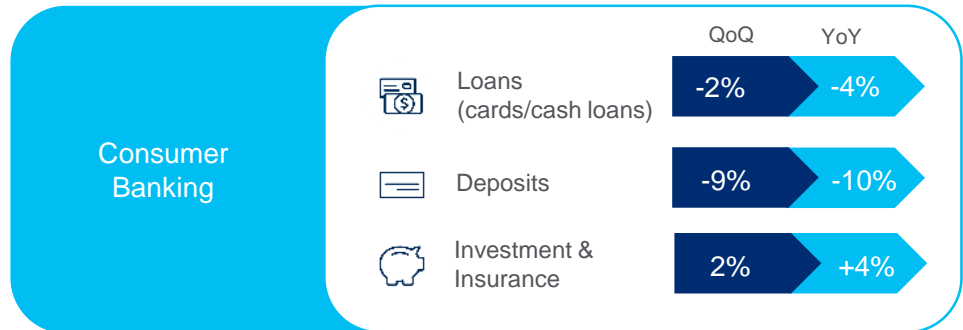 Consumer
Banking
QoQ YoY
Loans
(cards/cash loans)
-2% -4%
Deposits
-9% -10%
Investment &
Insurance
2% +4%